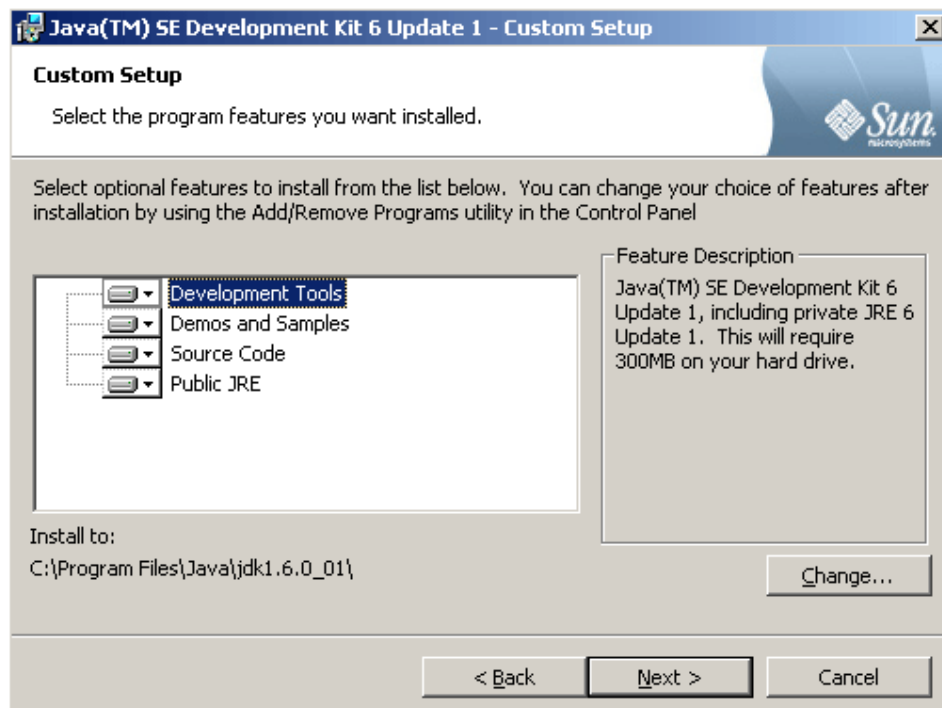 Java(TM) SE Development Kit 6 Update 1 - Custom Setup
Custom Setup
Select the program features you want installed.
Sun
microsystems
Select optional features to install from the list below.  You can change your choice of features after
installation by using the Add/Remove Programs utility in the Control Panel
Development Tools
Demos and Samples
Source Code
Public JRE
Feature Description
Java(TM) SE Development Kit 6
Update 1, including private JRE 6
Update 1.  This will require
300MB on your hard drive.
Install to:
C:\Program Files\Java\jdk1.6.0_01\
Change...
< Back
Next >
Cancel